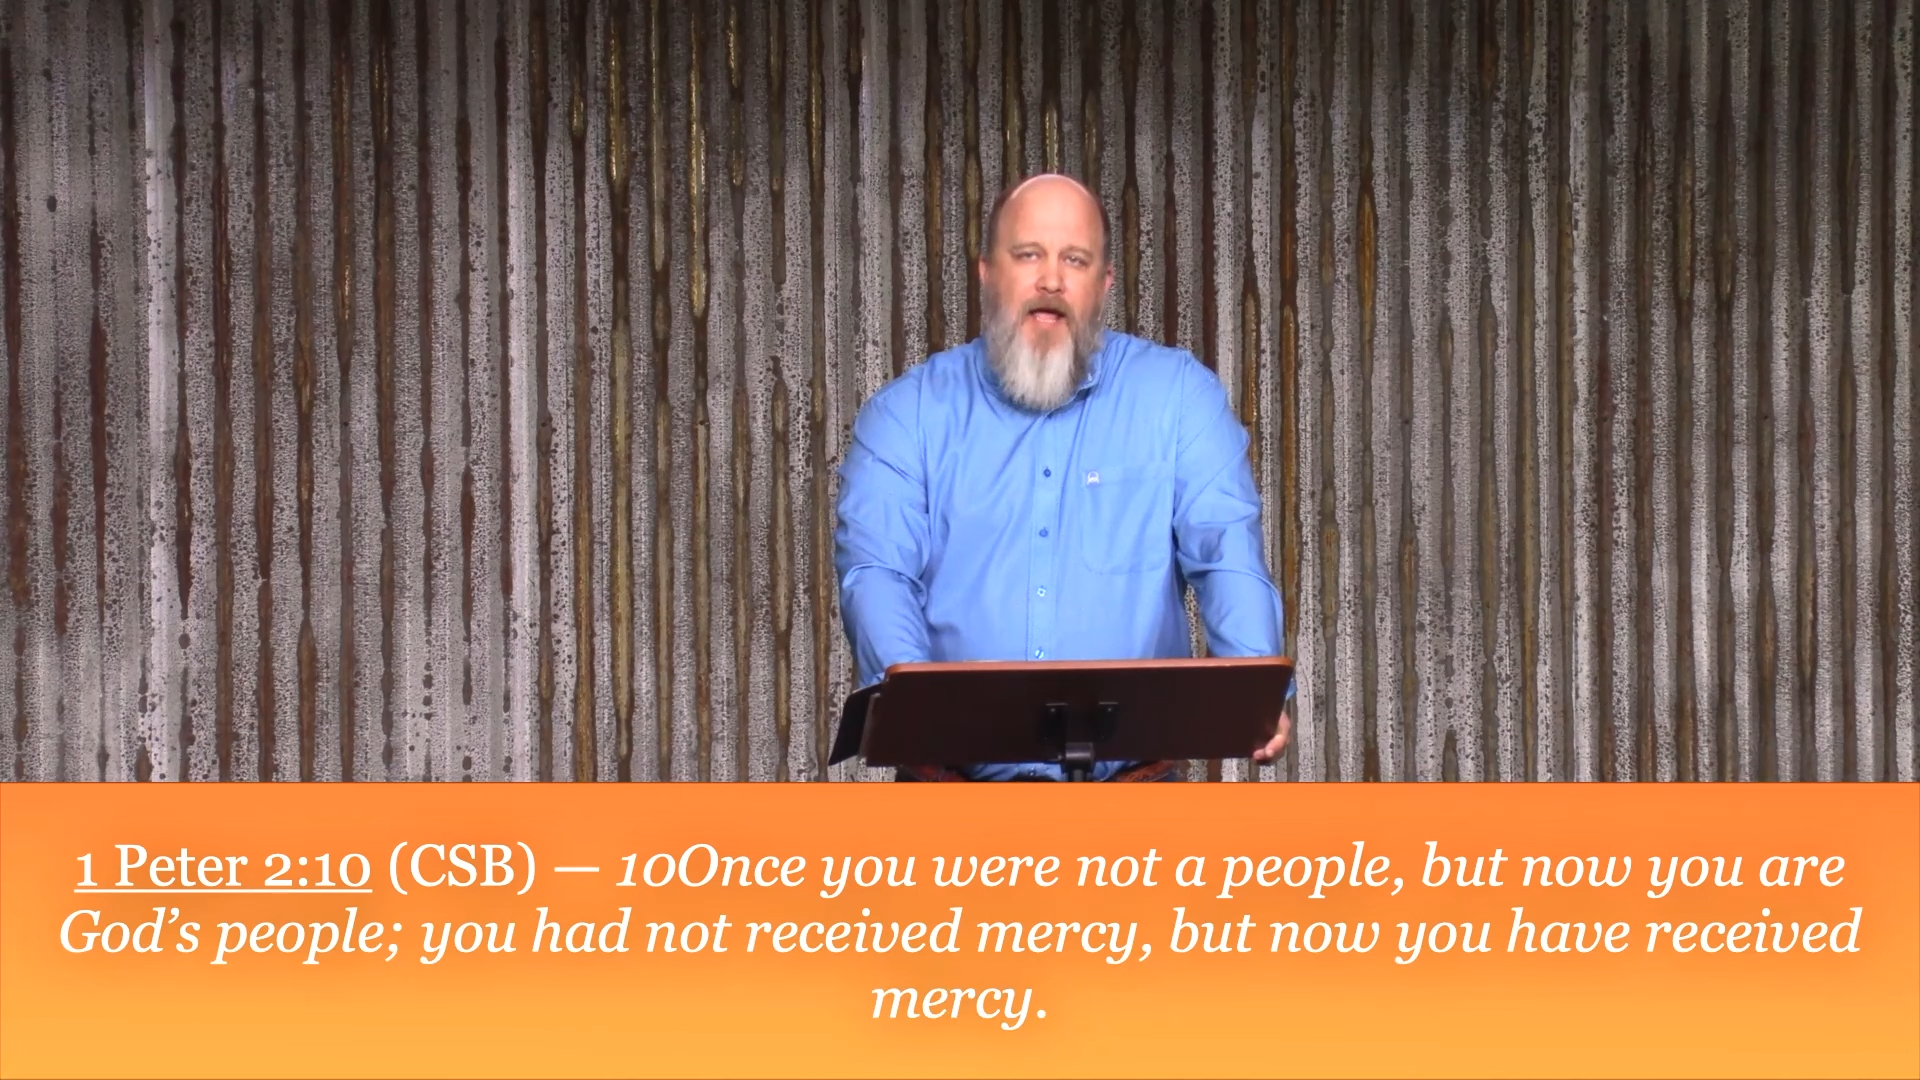 1 Peter 2:10 (CSB) — 10Once you were not a people, but now you are
God’s people; you had not received mercy, but now you have received
mercy.